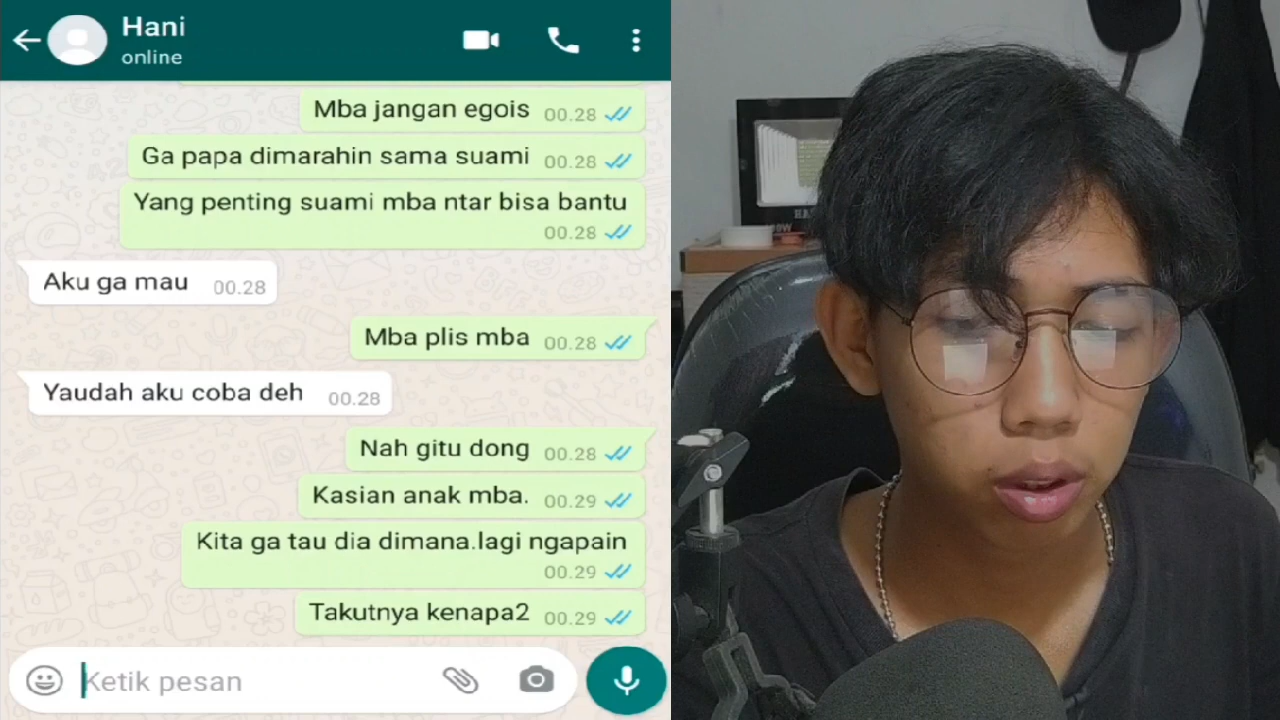 Hani
online
Mba jangan egois 00.28
Ga papa dimarahin sama suami 00.28
Yang penting suami mba ntar bisa bantu
00.28
Aku ga mau 00.28
Mba plis mba 00.28
Yaudah aku coba deh 00.28
Nah gitu dong 00.28
Kasian anak mba. 00.29
Kita ga tau dia dimana.lagi ngapain
00.29
Takutnya kenapa2 00.29
Ketik pesan